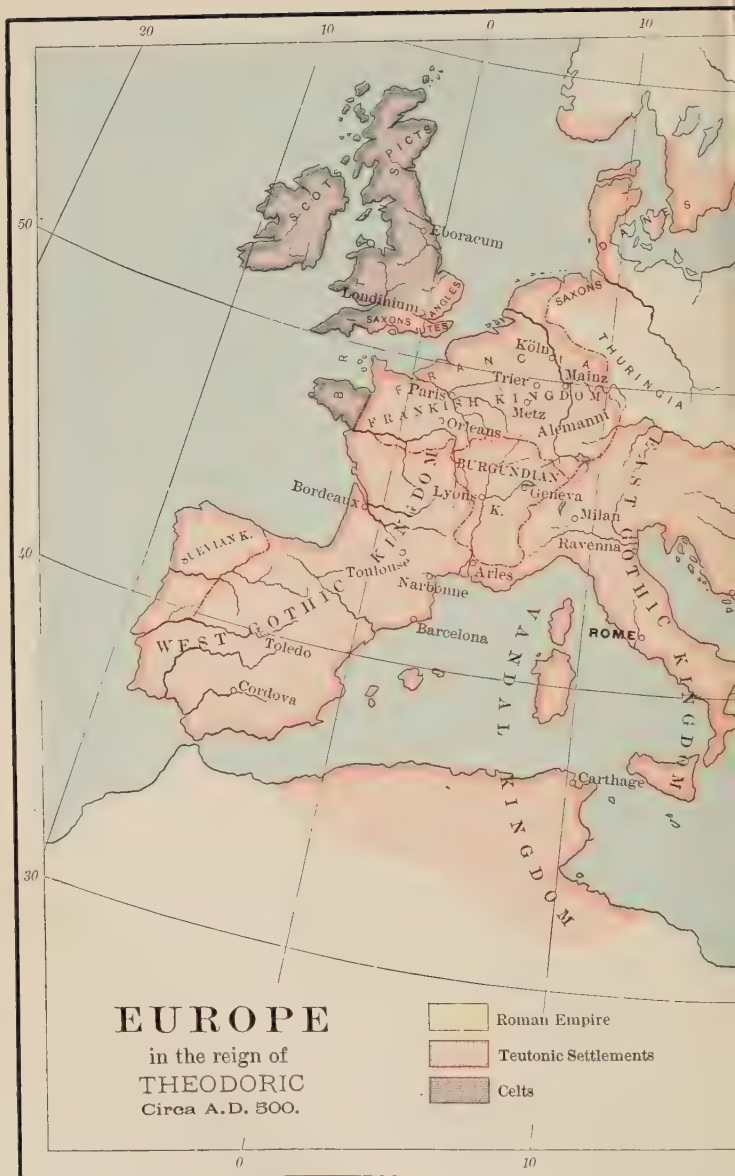 20
10
0
10
50
40
30
PICTS
SCOTS
BRITONS
Eboracum
Londinium
ANGLES
SAXONS
JUTES
DANES
SAXONS
THURINGIA
FRANCIA
Köln
Trier
Mainz
Paris
FRANKISH KINGDOM
Metz
Orleans
Alemanni
BURGUNDIAN
K.
Lyons
Geneva
Bordeaux
Milan
Ravenna
SUEVIAN K.
Toulouse
Narbonne
Arles
WEST GOTHIC KINGDOM
EAST GOTHIC KINGDOM
Barcelona
ROME
Toledo
Cordova
VANDAL KINGDOM
Carthage
EUROPE
in the reign of
THEODORIC
Circa A.D. 500.
Roman Empire
Teutonic Settlements
Celts
0
10